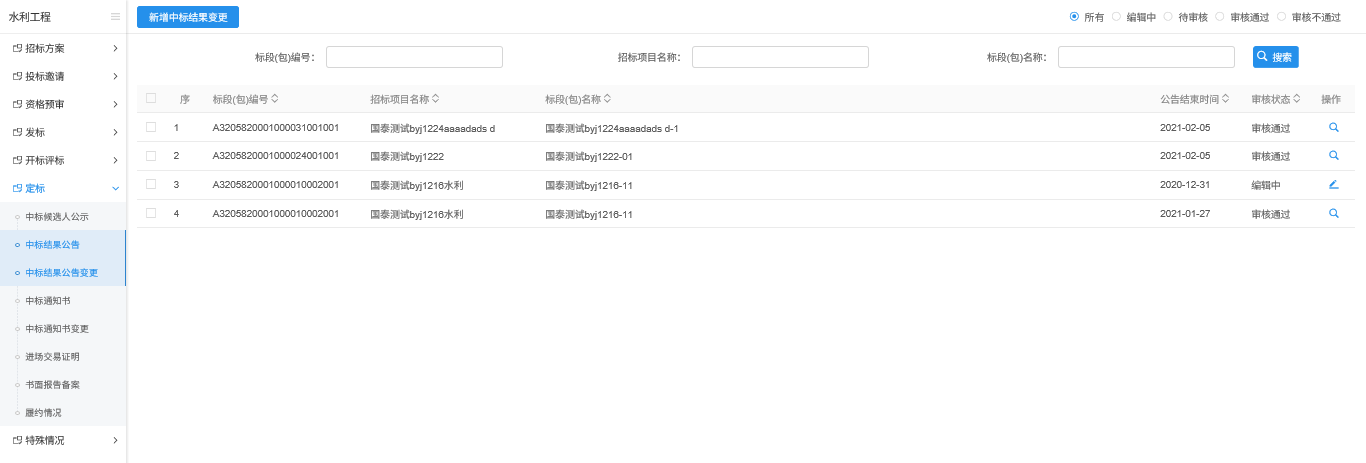 水利工程
新增中标结果变更
所有 编辑中 待审核 审核通过 审核不通过
招标方案
投标邀请
资格预审
发标
开标评标
定标
中标候选人公示
中标结果公告
中标结果公告变更
中标通知书
中标通知书变更
进场交易证明
书面报告备案
履约情况
特殊情况
标段(包)编号: 招标项目名称: 标段(包)名称: 搜索
序 标段(包)编号 招标项目名称 标段(包)名称 公告结束时间 审核状态 操作
1 A3205820001000031001001 国泰测试byj1224aaaadads d 国泰测试byj1224aaaadads d-1 2021-02-05 审核通过
2 A3205820001000024001001 国泰测试byj1222 国泰测试byj1222-01 2021-02-05 审核通过
3 A3205820001000010002001 国泰测试byj1216水利 国泰测试byj1216-11 2020-12-31 编辑中
4 A3205820001000010002001 国泰测试byj1216水利 国泰测试byj1216-11 2021-01-27 审核通过